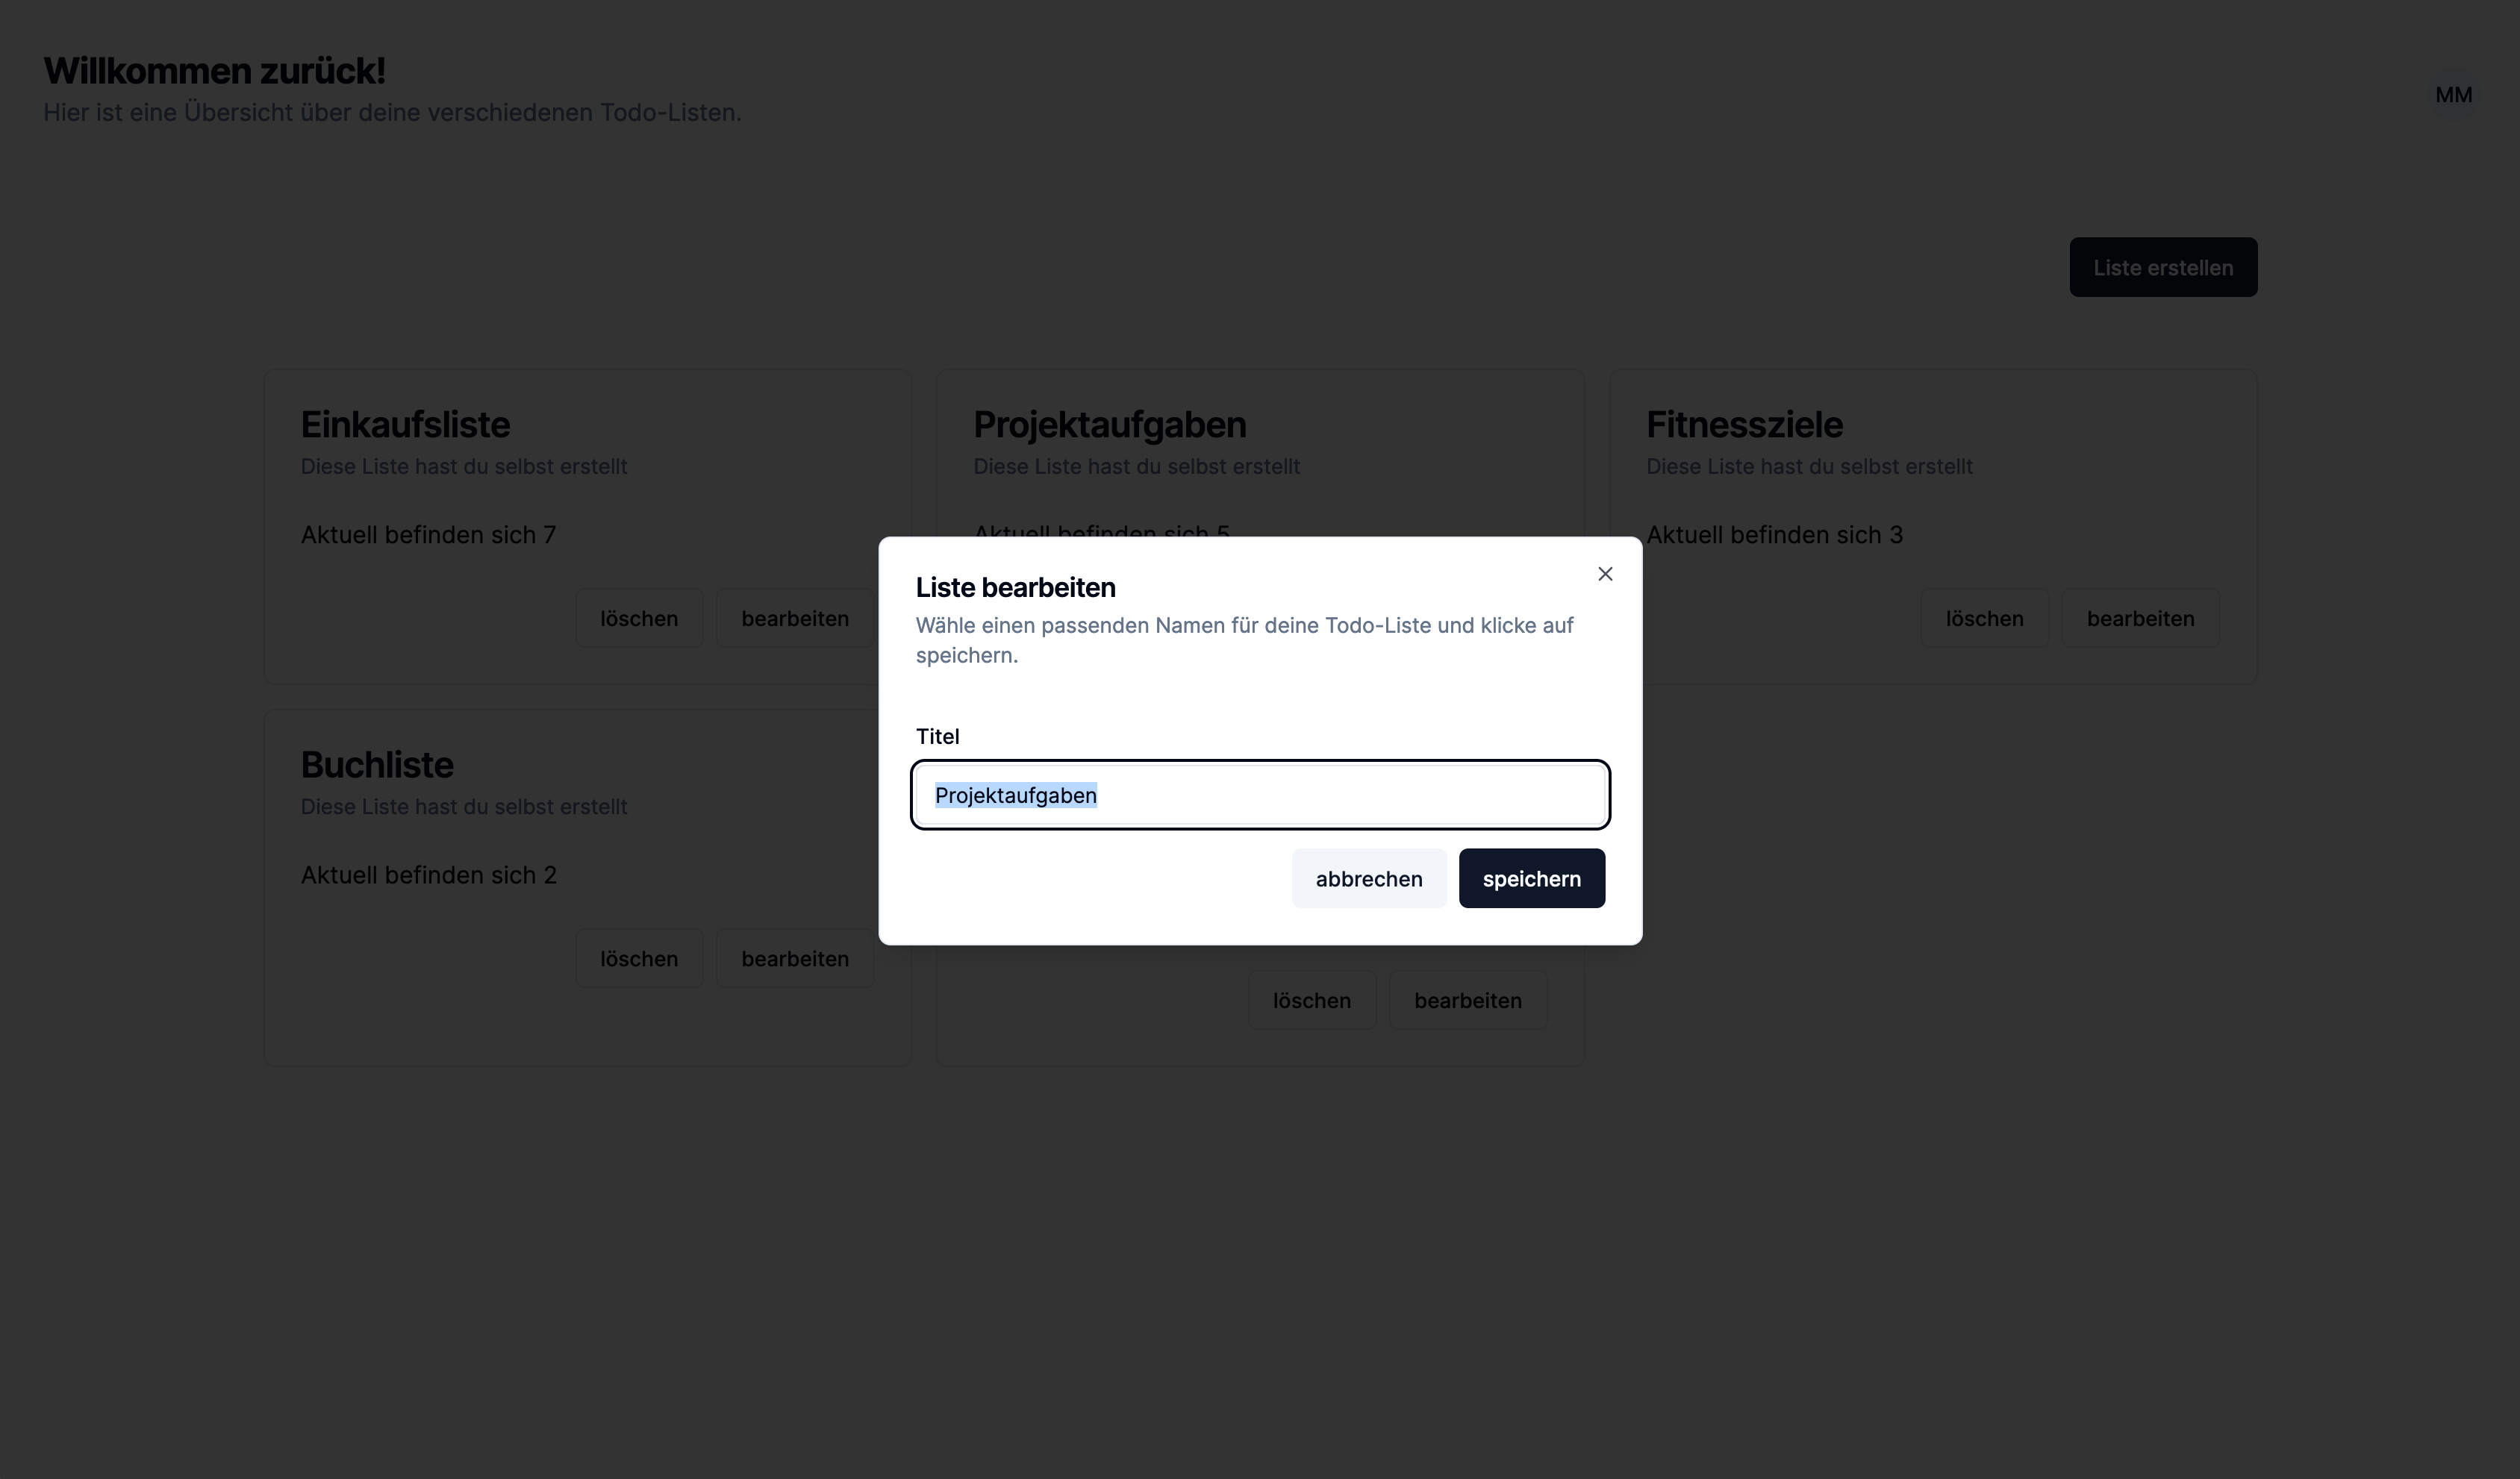 Willkommen zurück!
Hier ist eine Übersicht über deine verschiedenen Todo-Listen.
MM
Liste erstellen
Einkaufsliste
Diese Liste hast du selbst erstellt
Aktuell befinden sich 7
löschen
bearbeiten
Projektaufgaben
Diese Liste hast du selbst erstellt
Aktuell befinden sich 5
Fitnessziele
Diese Liste hast du selbst erstellt
Aktuell befinden sich 3
löschen
bearbeiten
Liste bearbeiten
Wähle einen passenden Namen für deine Todo-Liste und klicke auf
speichern.
Titel
Projektaufgaben
abbrechen
speichern
Buchliste
Diese Liste hast du selbst erstellt
Aktuell befinden sich 2
löschen
bearbeiten
löschen
bearbeiten